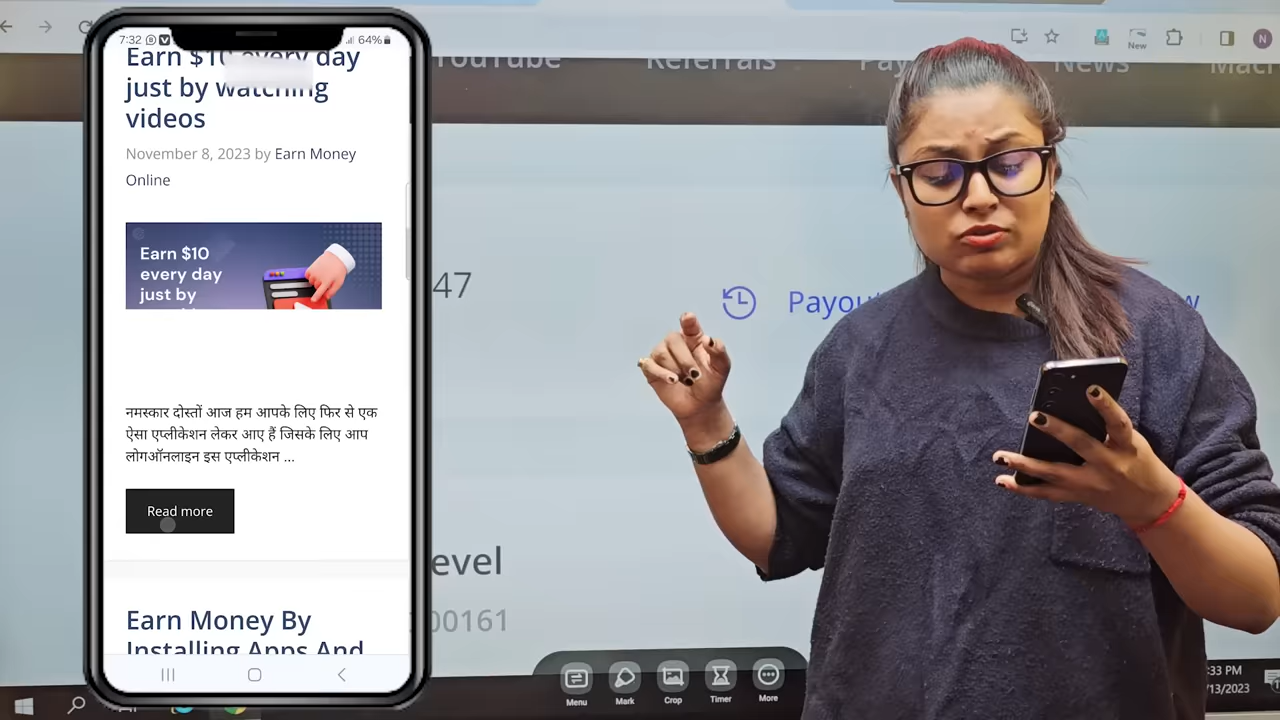 7:32
64%
Earn $10 every day
just by watching
videos
November 8, 2023 by Earn Money
Online
Earn $10
every day
just by
नमस्कार दोस्तों आज हम आपके लिए फिर से एक
ऐसा एप्लीकेशन लेकर आए हैं जिसके लिए आप
लोगऑनलाइन इस एप्लीकेशन ...
Read more
Earn Money By
Installing Apps And
YouTube
Referrals
News
New
N
47
evel
00161
Menu
Mark
Crop
Timer
More
:33 PM
/13/2023